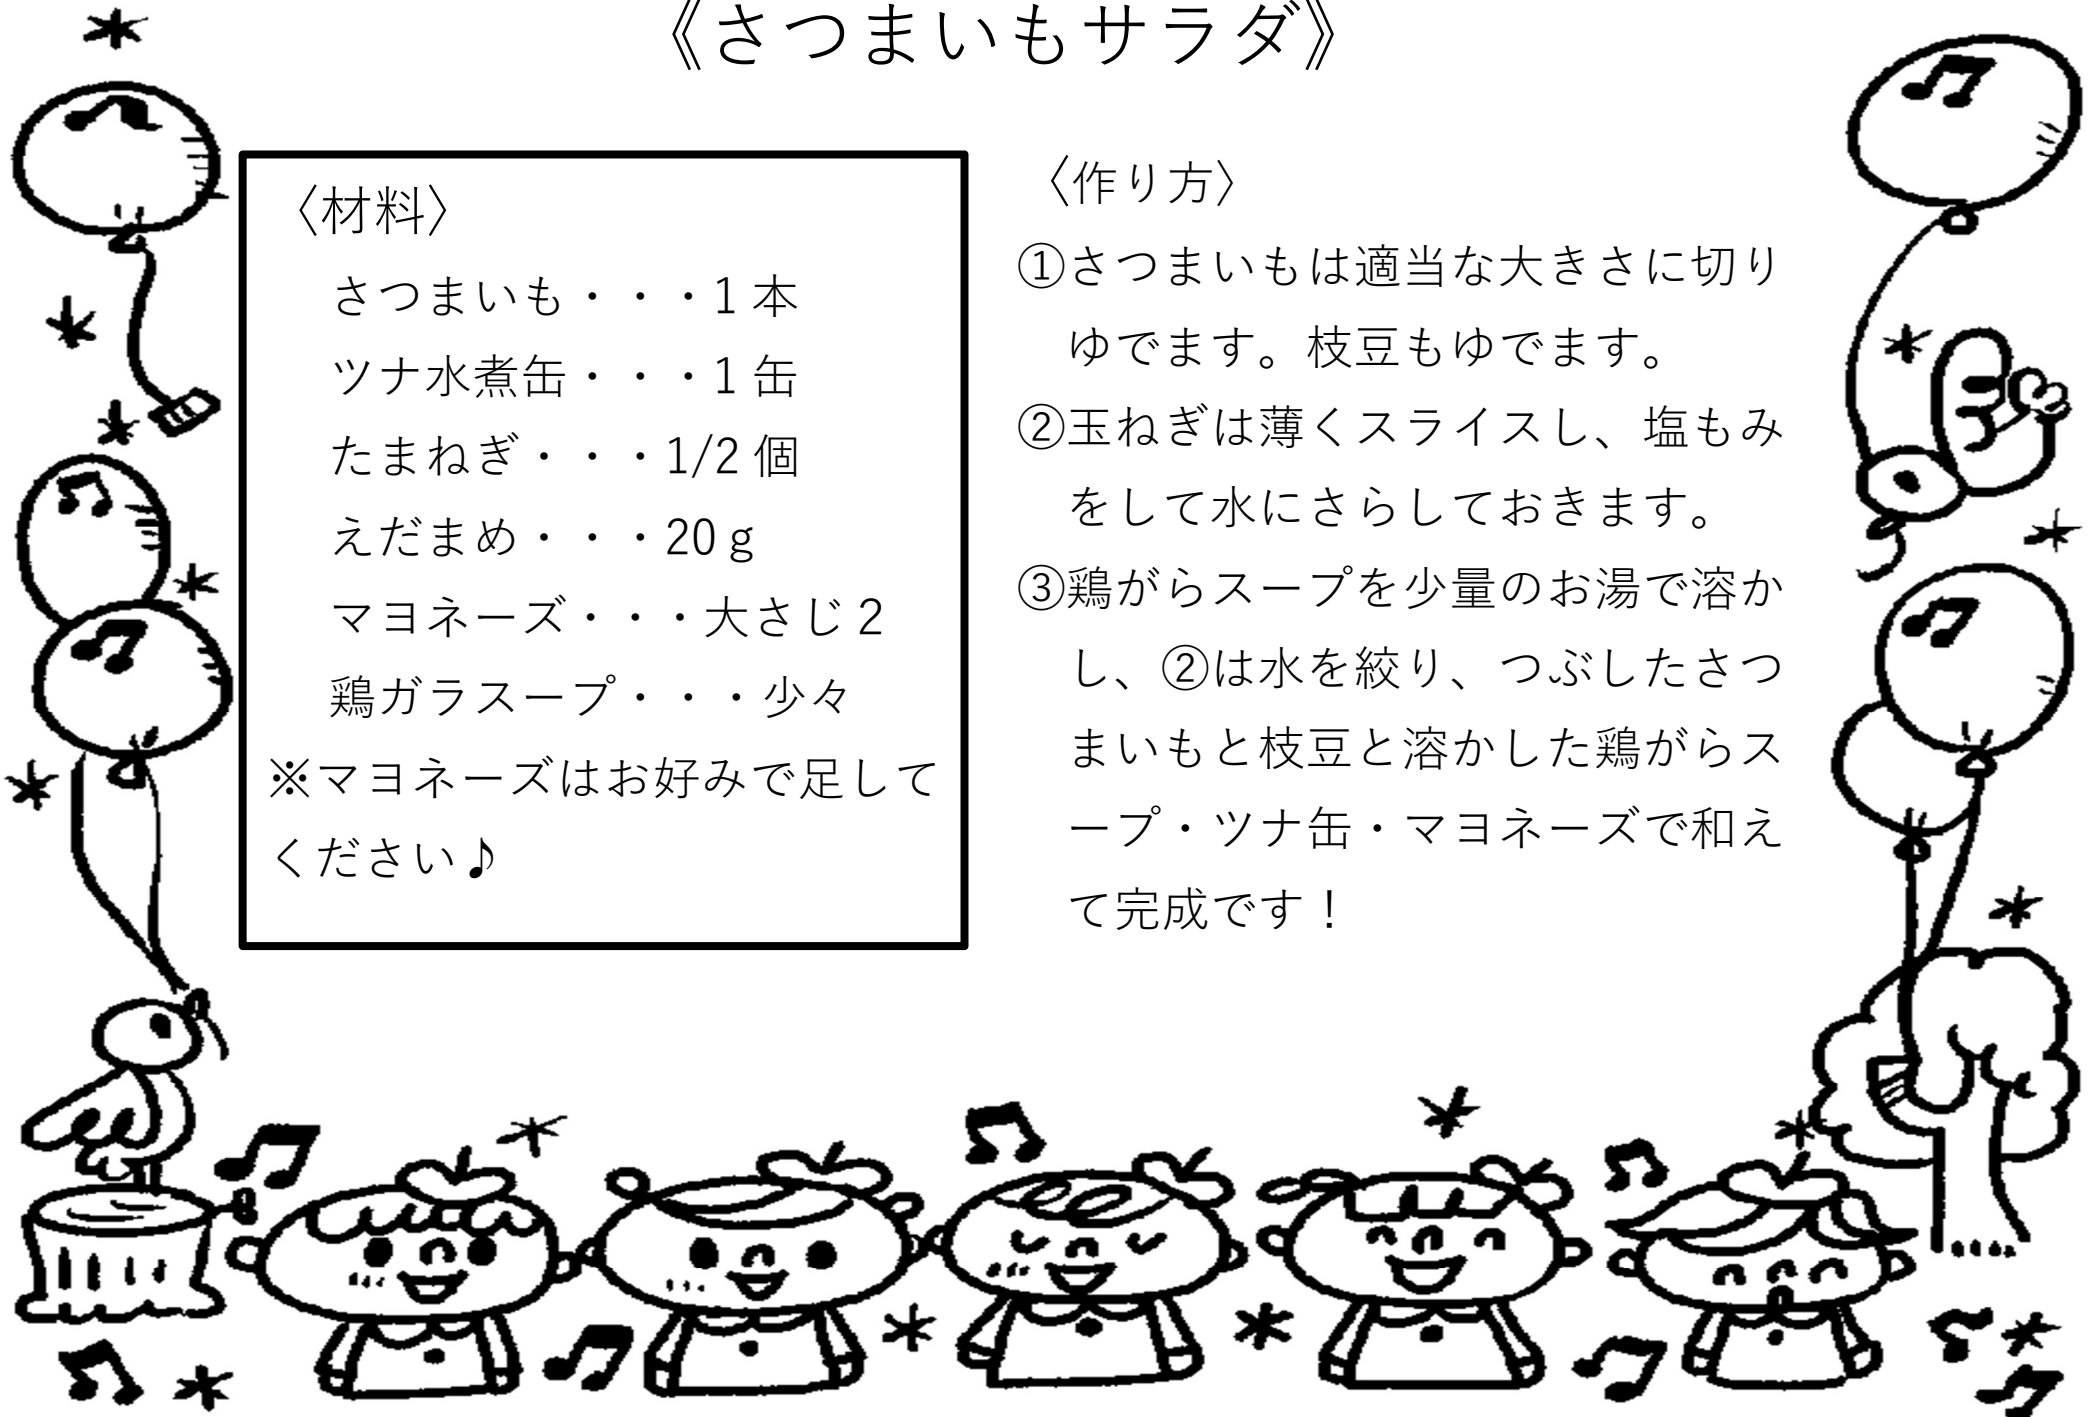 《さつまいもサラダ》
〈材料〉
さつまいも・・・1本
ツナ水煮缶・・・1缶
たまねぎ・・・1/2個
えだまめ・・・20g
マヨネーズ・・・大さじ2
鶏ガラスープ・・・少々
※マヨネーズはお好みで足して
ください♪
〈作り方〉
①さつまいもは適当な大きさに切り
ゆでます。枝豆もゆでます。
②玉ねぎは薄くスライスし、塩もみ
をして水にさらしておきます。
③鶏がらスープを少量のお湯で溶か
し、②は水を絞り、つぶしたさつ
まいもと枝豆と溶かした鶏がらス
ープ・ツナ缶・マヨネーズで和え
て完成です！